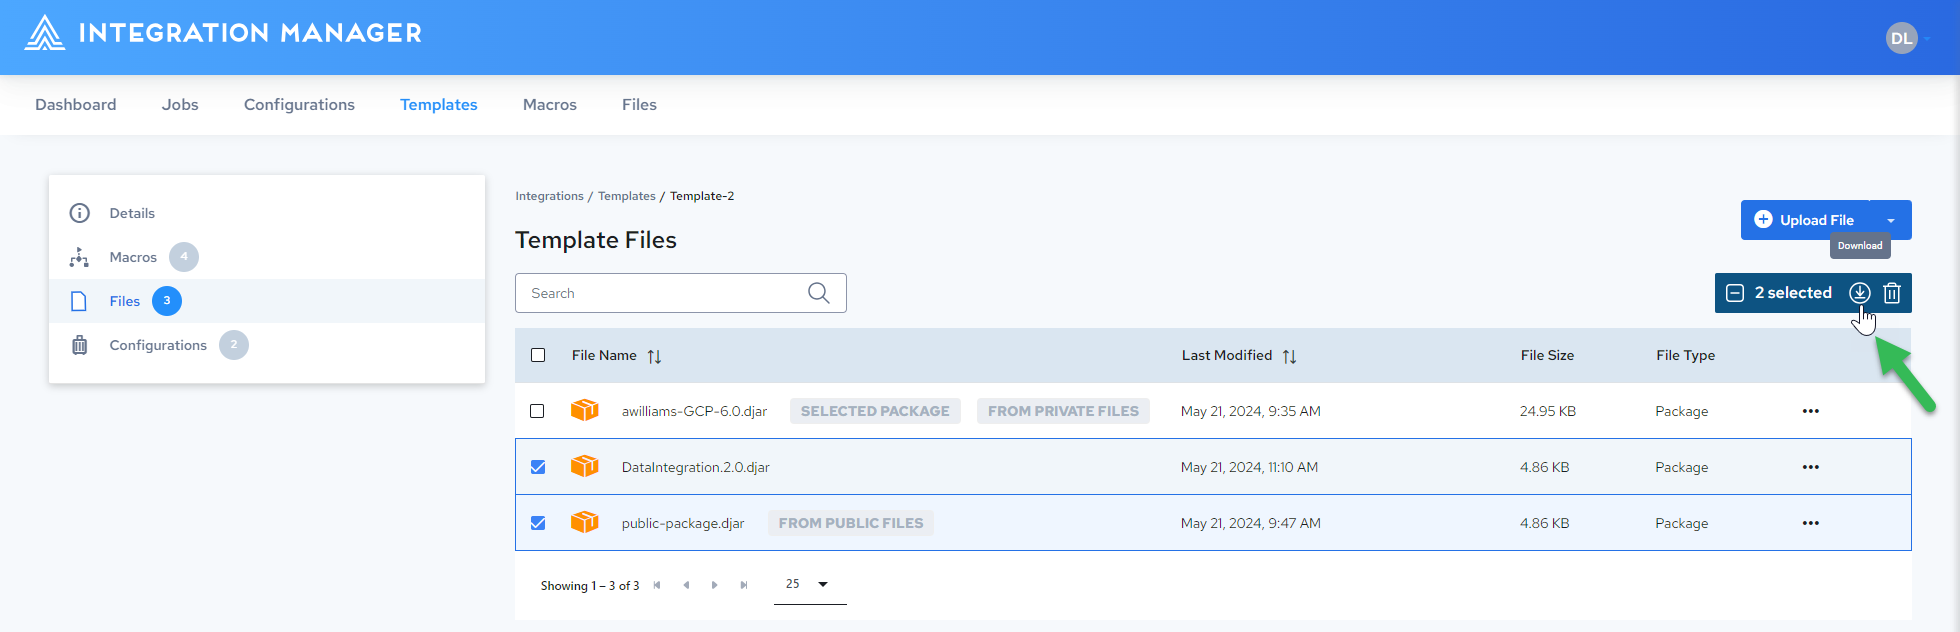 INTEGRATION MANAGER
DL
Dashboard Jobs Configurations Templates Macros Files
Details
Macros 4
Files 3
Configurations 2
Integrations / Templates / Template-2
Template Files
Upload File
Download
Search
2 selected
File Name Last Modified File Size File Type
awilliams-GCP-6.0.djar SELECTED PACKAGE FROM PRIVATE FILES May 21, 2024, 9:35 AM 24.95 KB Package
DataIntegration.2.0.djar May 21, 2024, 11:10 AM 4.86 KB Package
public-package.djar FROM PUBLIC FILES May 21, 2024, 9:47 AM 4.86 KB Package
Showing 1 – 3 of 3 25